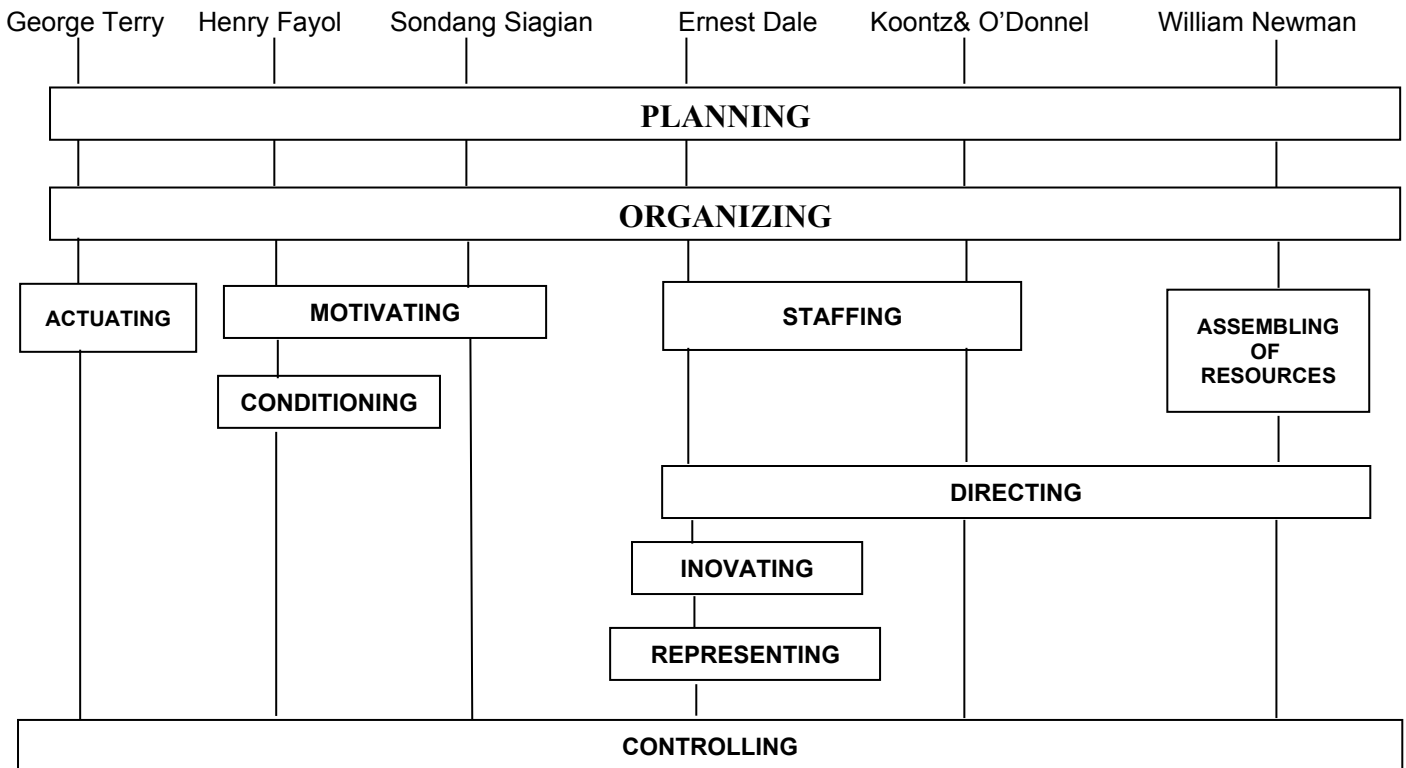 George Terry Henry Fayol Sondang Siagian Ernest Dale Koontz& O’Donnel William Newman
PLANNING
ORGANIZING
ACTUATING
MOTIVATING
STAFFING
ASSEMBLING
OF
RESOURCES
CONDITIONING
DIRECTING
INOVATING
REPRESENTING
CONTROLLING